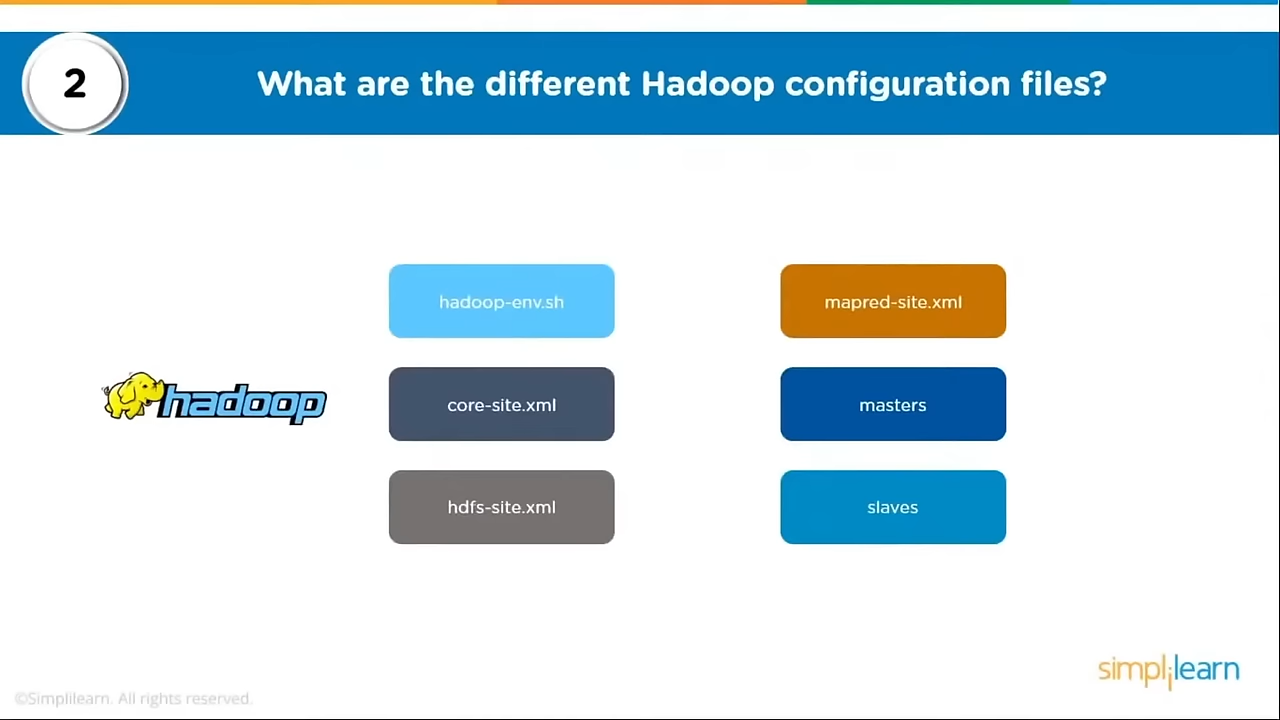 2
What are the different Hadoop configuration files?
hadoop-env.sh
mapred-site.xml
hadoop
core-site.xml
masters
hdfs-site.xml
slaves
simplilearn
©Simplilearn. All rights reserved.